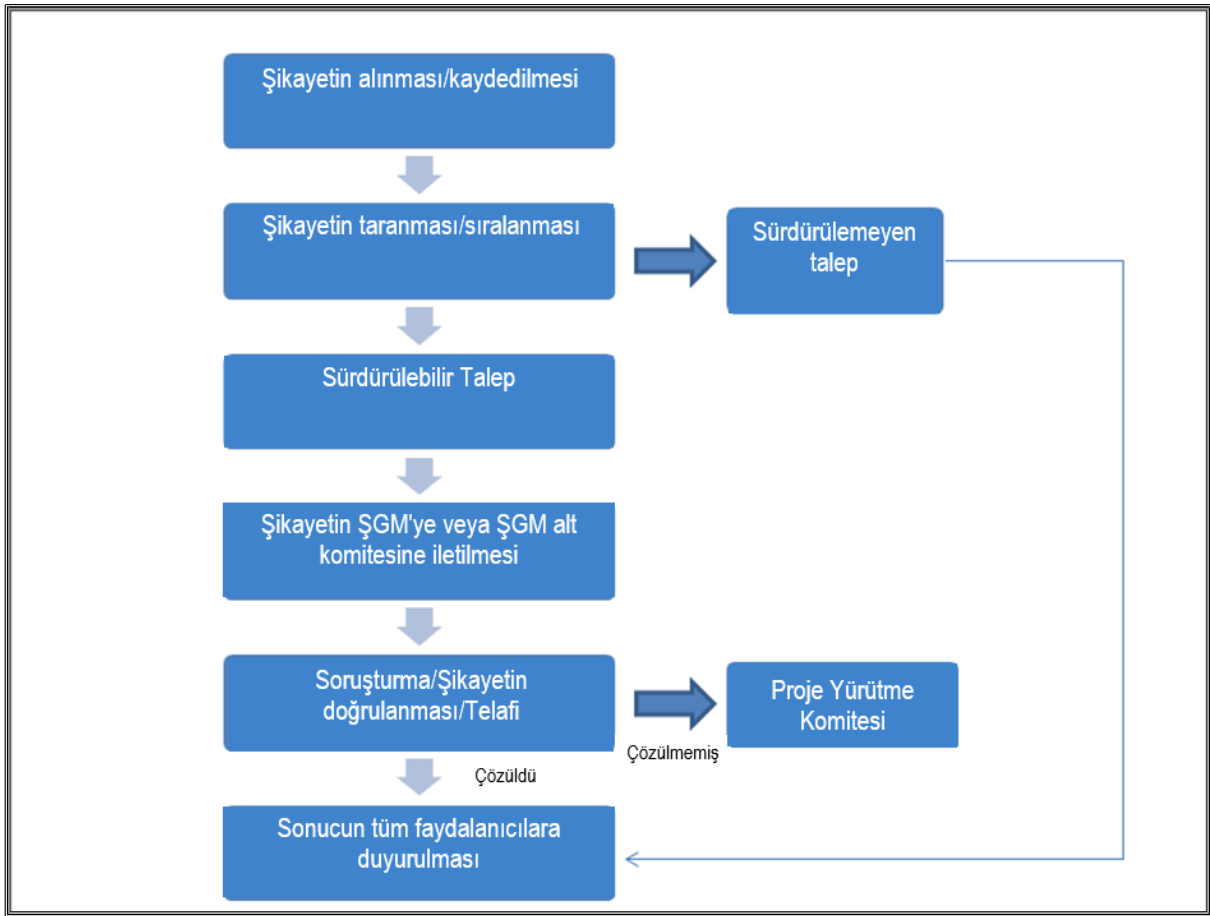 Şikayetin alınması/kaydedilmesi
Şikayetin taranması/sıralanması
Sürdürülemeyen
talep
Sürdürülebilir Talep
Şikayetin ŞGM'ye veya ŞGM alt
komitesine iletilmesi
Soruşturma/Şikayetin
doğrulanması/Telafi
Çözülmemiş
Proje Yürütme
Komitesi
Çözüldü
Sonucun tüm faydalanıcılara
duyurulması